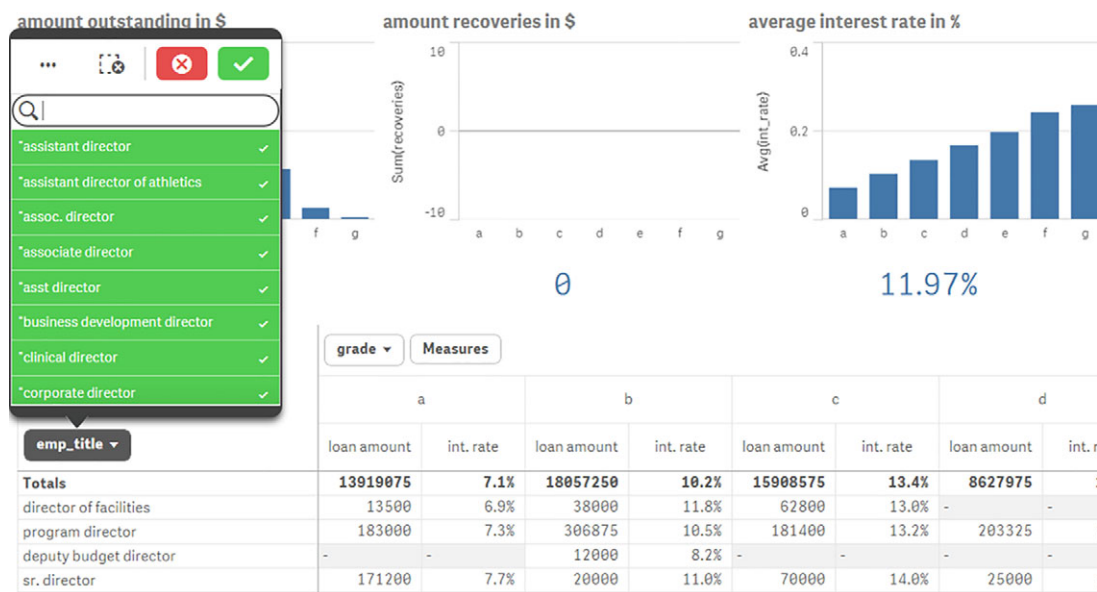 amount outstanding in $
amount recoveries in $
average interest rate in %
"assistant director
"assistant director of athletics
"assoc. director
"associate director
"asst director
"business development director
"clinical director
"corporate director
f g
10
0
-10
Sum(recoveries)
a b c d e f g
0
0.4
0.2
0
Avg(int_rate)
a b c d e f g
11.97%
grade Measures
a b c d
emp_title
loan amount int. rate loan amount int. rate loan amount int. rate loan amount int.
Totals 13919075 7.1% 18057250 10.2% 15908575 13.4% 8627975
director of facilities 13500 6.9% 38000 11.8% 62800 13.0% - -
program director 183000 7.3% 306875 10.5% 181400 13.2% 203325
deputy budget director - - 12000 8.2% - - - -
sr. director 171200 7.7% 20000 11.0% 70000 14.0% 25000